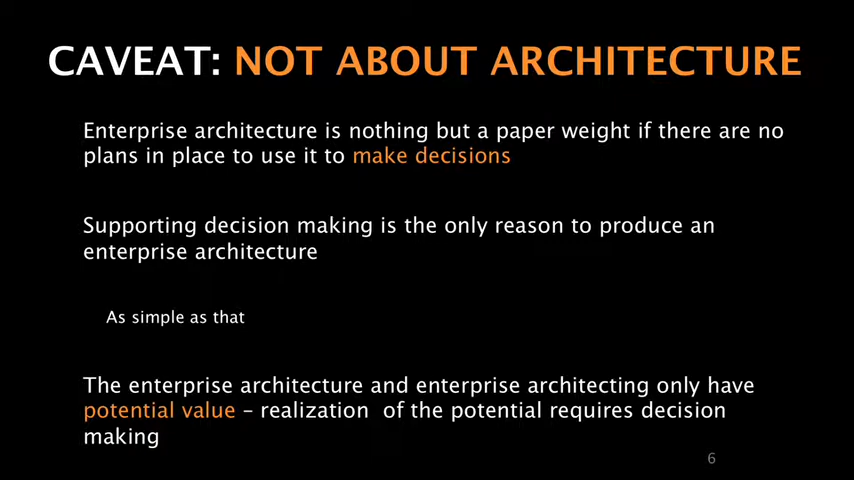 CAVEAT: NOT ABOUT ARCHITECTURE
Enterprise architecture is nothing but a paper weight if there are no
plans in place to use it to make decisions
Supporting decision making is the only reason to produce an
enterprise architecture
As simple as that
The enterprise architecture and enterprise architecting only have
potential value – realization  of the potential requires decision
making
6